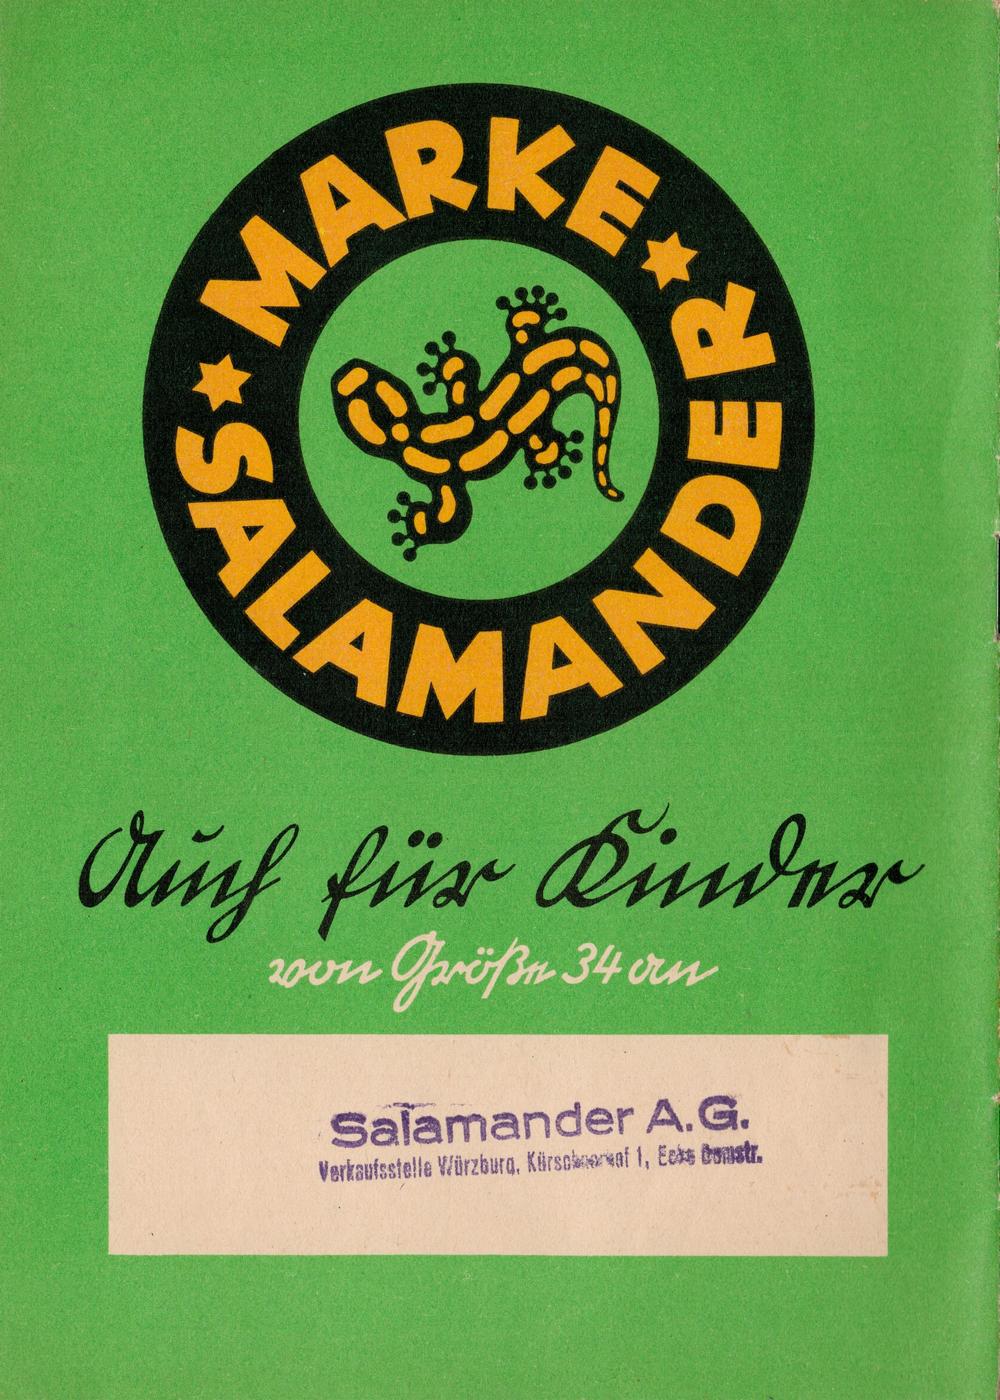 MARKE
SALAMANDER
Auch für Kinder
von Größe 34 an
Salamander A.G.
Verkaufsstelle Würzburg, Kürschnerhof 1, Ecke Domstr.